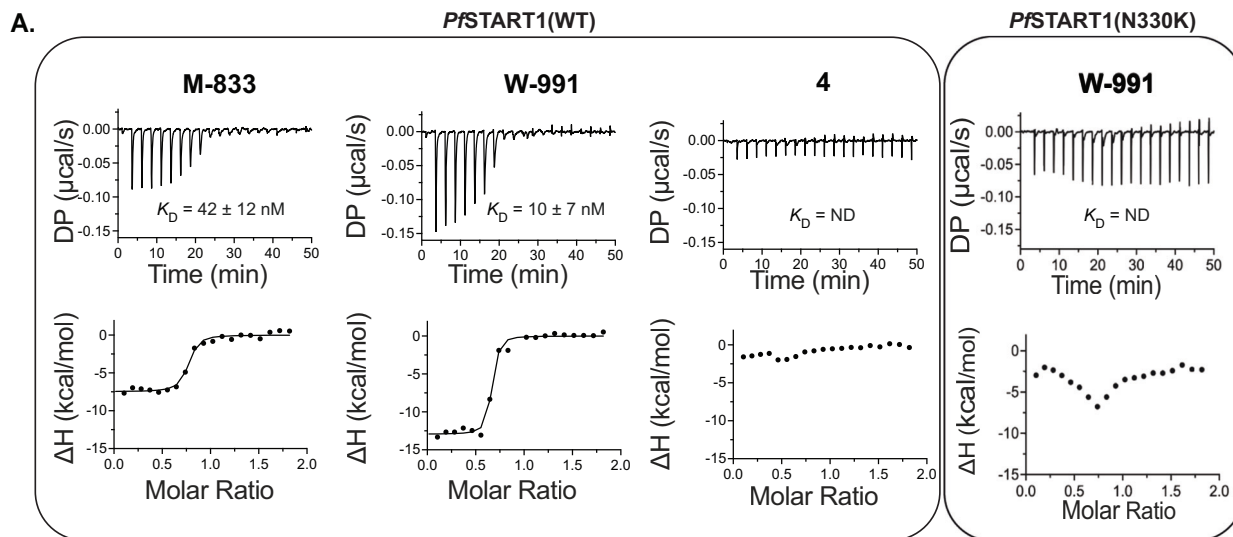 A.
PfSTART1(WT)
PfSTART1(N330K)
M-833
W-991
4
W-991
DP (µcal/s)
0.00
-0.05
-0.10
-0.15
KD = 42 ± 12 nM
0 10 20 30 40 50
Time (min)
DP (µcal/s)
0.00
-0.05
-0.10
-0.15
KD = 10 ± 7 nM
0 10 20 30 40 50
Time (min)
DP (µcal/s)
0.00
-0.05
-0.10
-0.15
KD = ND
0 10 20 30 40 50
Time (min)
DP (µcal/s)
0.00
-0.05
-0.10
-0.15
KD = ND
0 10 20 30 40 50
Time (min)
ΔH (kcal/mol)
0
-5
-10
-15
0.0 0.5 1.0 1.5 2.0
Molar Ratio
ΔH (kcal/mol)
0
-5
-10
-15
0.0 0.5 1.0 1.5 2.0
Molar Ratio
ΔH (kcal/mol)
0
-5
-10
-15
0.0 0.5 1.0 1.5 2.0
Molar Ratio
ΔH (kcal/mol)
0
-5
-10
-15
0.0 0.5 1.0 1.5 2.0
Molar Ratio